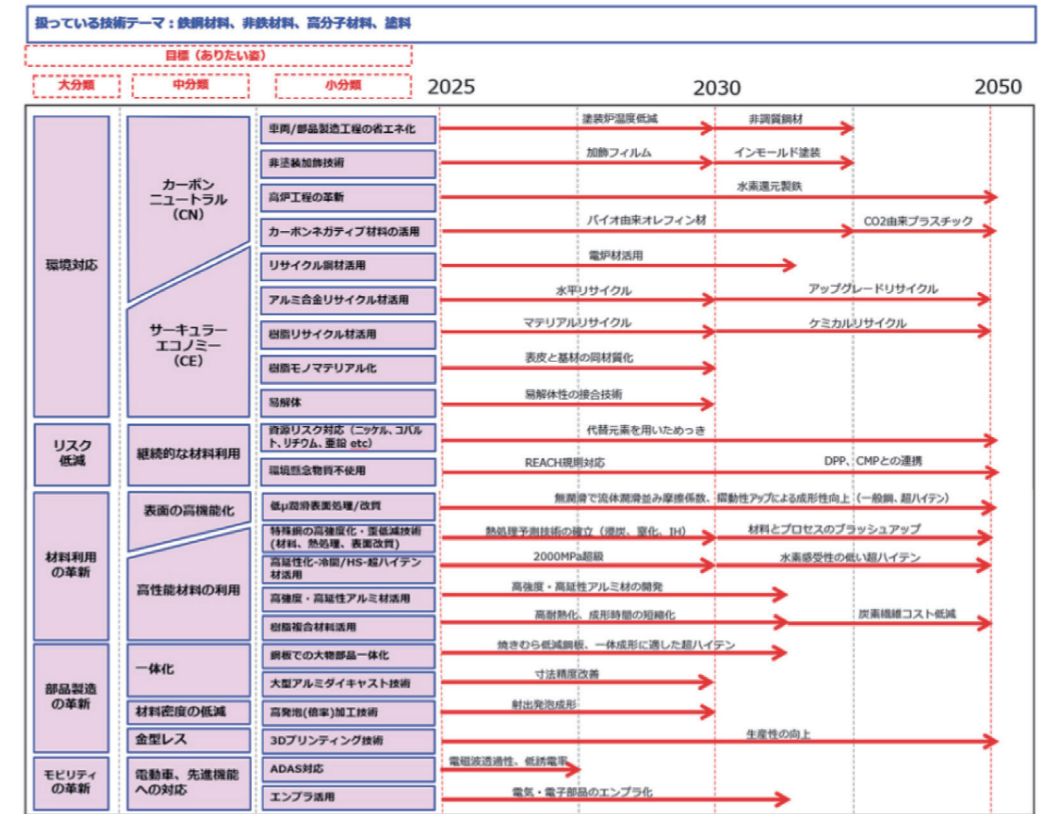 扱っている技術テーマ：鉄鋼材料、非鉄材料、高分子材料、塗料
目標（ありたい姿）
大分類
中分類
小分類
2025
2030
2050
環境対応
カーボン
ニュートラル
（CN）
車両/部品製造工程の省エネ化
塗装炉温度低減
非調質鋼材
非塗装加飾技術
加飾フィルム
インモールド塗装
高炉工程の革新
水素還元製鉄
カーボンネガティブ材料の活用
バイオ由来オレフィン材
CO2由来プラスチック
サーキュラー
エコノミー
（CE）
リサイクル鋼材活用
電炉材活用
アルミ合金リサイクル材活用
水平リサイクル
アップグレードリサイクル
樹脂リサイクル材活用
マテリアルリサイクル
ケミカルリサイクル
樹脂モノマテリアル化
表皮と基材の同材質化
易解体
易解体性の接合技術
リスク
低減
継続的な材料利用
資源リスク対応（ニッケル、コバル
ト、リチウム、亜鉛 etc）
代替元素を用いためっき
環境懸念物質不使用
REACH規則対応
DPP、CMPとの連携
材料利用
の革新
表面の高機能化
低μ潤滑表面処理/改質
無潤滑で流体潤滑並み摩擦係数、摺動性アップによる成形性向上（一般鋼、超ハイテン）
高性能材料の利用
特殊鋼の高強度化・歪低減技術
（材料、熱処理、表面改質）
熱処理予測技術の確立（浸炭、窒化、IH）
材料とプロセスのブラッシュアップ
高延性化-冷間/HS-超ハイテン
材活用
2000MPa超級
水素感受性の低い超ハイテン
高強度・高延性アルミ材活用
高強度・高延性アルミ材の開発
樹脂複合材料活用
高耐熱化、成形時間の短縮化
炭素繊維コスト低減
部品製造
の革新
一体化
鋼板での大物部品一体化
焼きむら低減鋼板、一体成形に適した超ハイテン
大型アルミダイキャスト技術
寸法精度改善
材料密度の低減
高発泡(倍率)加工技術
射出発泡成形
金型レス
3Dプリンティング技術
生産性の向上
モビリティ
の革新
電動車、先進機能
への対応
ADAS対応
電磁波透過性、低誘電率
エンプラ活用
電気・電子部品のエンプラ化